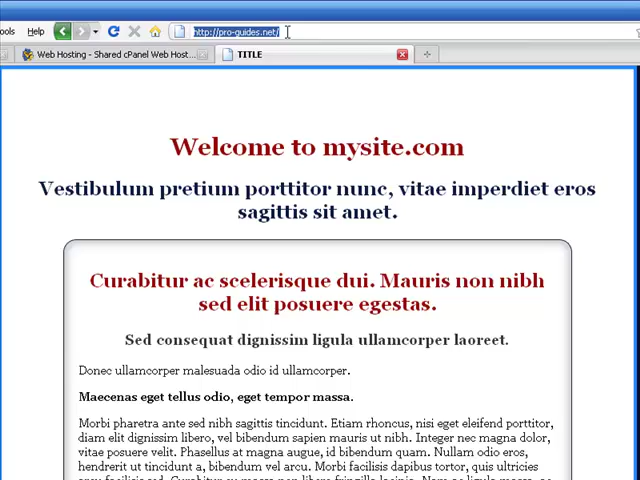 ools Help http://pro-guides.net/
Web Hosting - Shared cPanel Web Host... TITLE
Welcome to mysite.com
Vestibulum pretium porttitor nunc, vitae imperdiet eros
sagittis sit amet.
Curabitur ac scelerisque dui. Mauris non nibh
sed elit posuere egestas.
Sed consequat dignissim ligula ullamcorper laoreet.
Donec ullamcorper malesuada odio id ullamcorper.
Maecenas eget tellus odio, eget tempor massa.
Morbi pharetra ante sed nibh sagittis tincidunt. Etiam rhoncus, nisi eget eleifend porttitor,
diam elit dignissim libero, vel bibendum sapien mauris ut nibh. Integer nec magna dolor,
vitae posuere velit. Phasellus at magna augue, id bibendum quam. Nullam odio eros,
hendrerit ut tincidunt a, bibendum vel arcu. Morbi facilisis dapibus tortor, quis ultricies